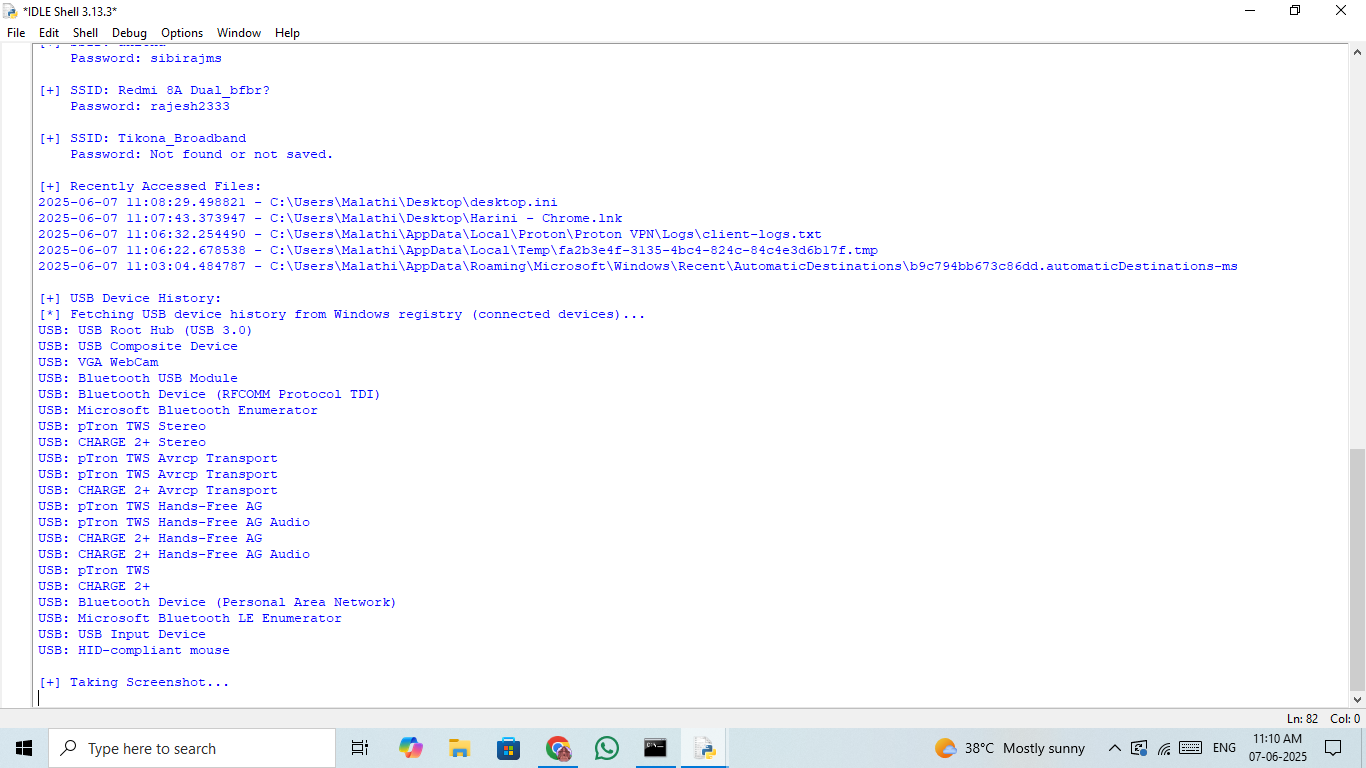 *IDLE Shell 3.13.3*
File Edit Shell Debug Options Window Help
Password: sibirajms
[+] SSID: Redmi 8A Dual_bfbr?
Password: rajesh2333
[+] SSID: Tikona_Broadband
Password: Not found or not saved.
[+] Recently Accessed Files:
2025-06-07 11:08:29.498821 - C:\Users\Malathi\Desktop\desktop.ini
2025-06-07 11:07:43.373947 - C:\Users\Malathi\Desktop\Harini - Chrome.lnk
2025-06-07 11:06:32.254490 - C:\Users\Malathi\AppData\Local\Proton\Proton VPN\Logs\client-logs.txt
2025-06-07 11:06:22.678538 - C:\Users\Malathi\AppData\Local\Temp\fa2b3e4f-3135-4bc4-824c-84c4e3d6b17f.tmp
2025-06-07 11:03:04.484787 - C:\Users\Malathi\AppData\Roaming\Microsoft\Windows\Recent\AutomaticDestinations\b9c794bb673c86dd.automaticDestinations-ms
[+] USB Device History:
[*] Fetching USB device history from Windows registry (connected devices)...
USB: USB Root Hub (USB 3.0)
USB: USB Composite Device
USB: VGA WebCam
USB: Bluetooth USB Module
USB: Bluetooth Device (RFCOMM Protocol TDI)
USB: Microsoft Bluetooth Enumerator
USB: pTron TWS Stereo
USB: CHARGE 2+ Stereo
USB: pTron TWS Avrcp Transport
USB: pTron TWS Avrcp Transport
USB: CHARGE 2+ Avrcp Transport
USB: pTron TWS Hands-Free AG
USB: pTron TWS Hands-Free AG Audio
USB: CHARGE 2+ Hands-Free AG
USB: CHARGE 2+ Hands-Free AG Audio
USB: pTron TWS
USB: CHARGE 2+
USB: Bluetooth Device (Personal Area Network)
USB: Microsoft Bluetooth LE Enumerator
USB: USB Input Device
USB: HID-compliant mouse
[+] Taking Screenshot...
Ln: 82 Col: 0
Type here to search
38°C Mostly sunny
ENG
11:10 AM
07-06-2025